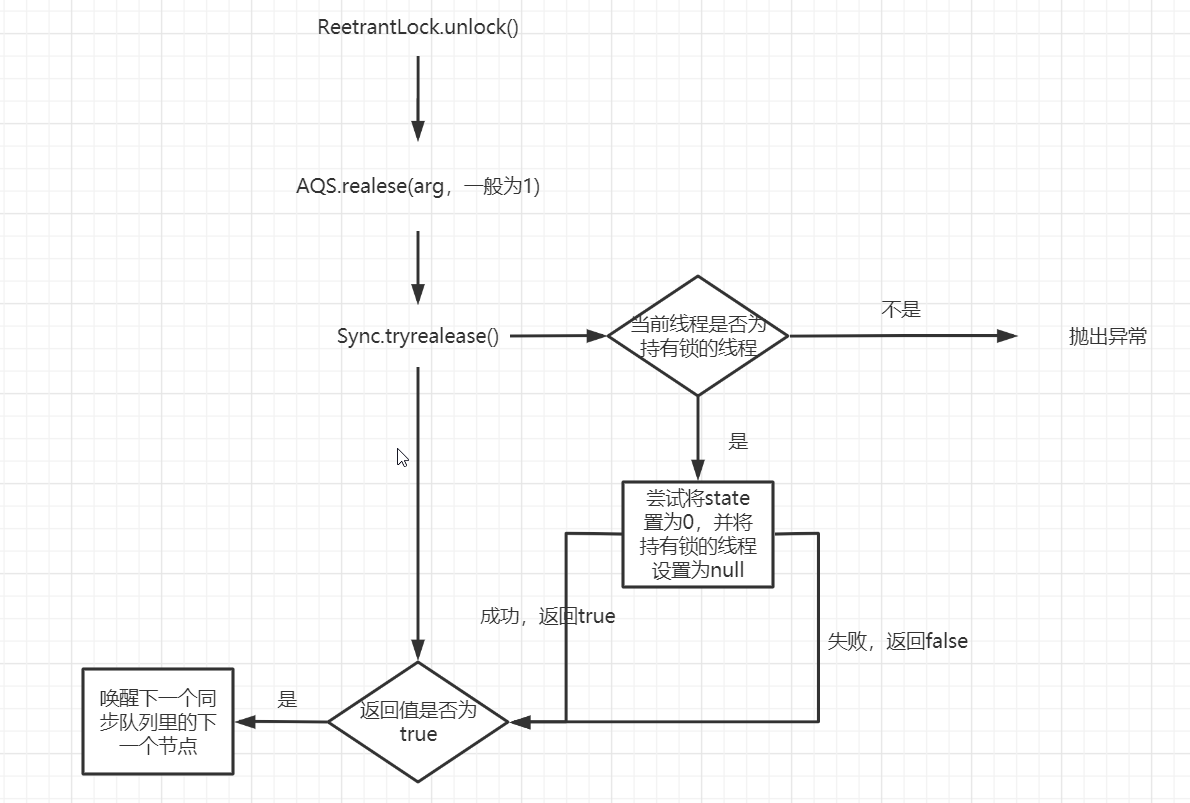 ReetrantLock.unlock()
AQS.realese(arg，一般为1)
Sync.tryrealease()
当前线程是否为
持有锁的线程
不是
抛出异常
是
尝试将state
置为0，并将
持有锁的线程
设置为null
成功，返回true
失败，返回false
返回值是否为
true
是
唤醒下一个同
步队列里的下
一个节点